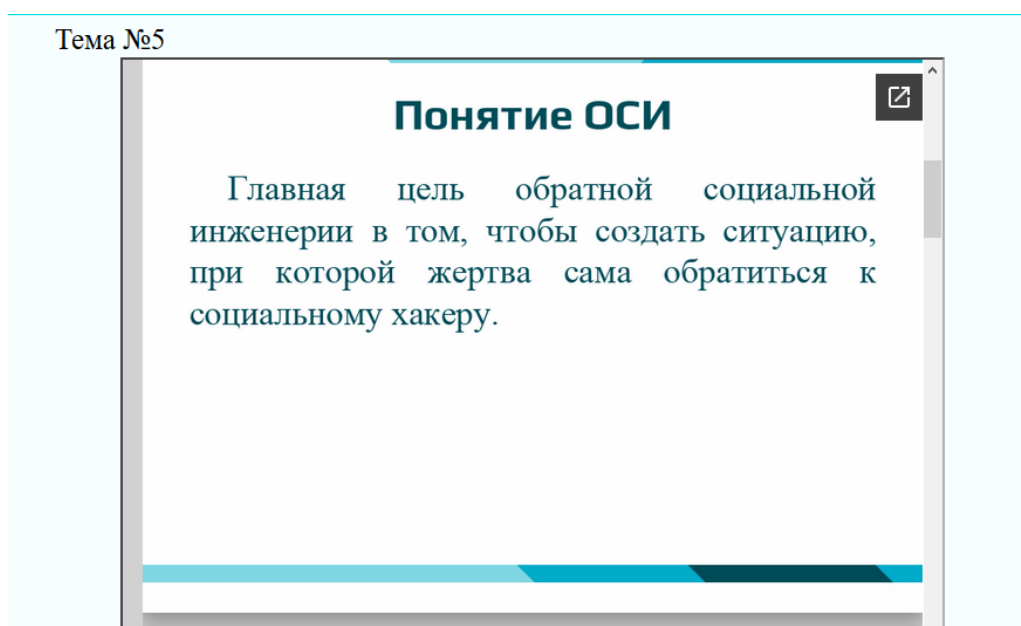 Тема №5
Понятие ОСИ
Главная цель обратной социальной
инженерии в том, чтобы создать ситуацию,
при которой жертва сама обратиться к
социальному хакеру.